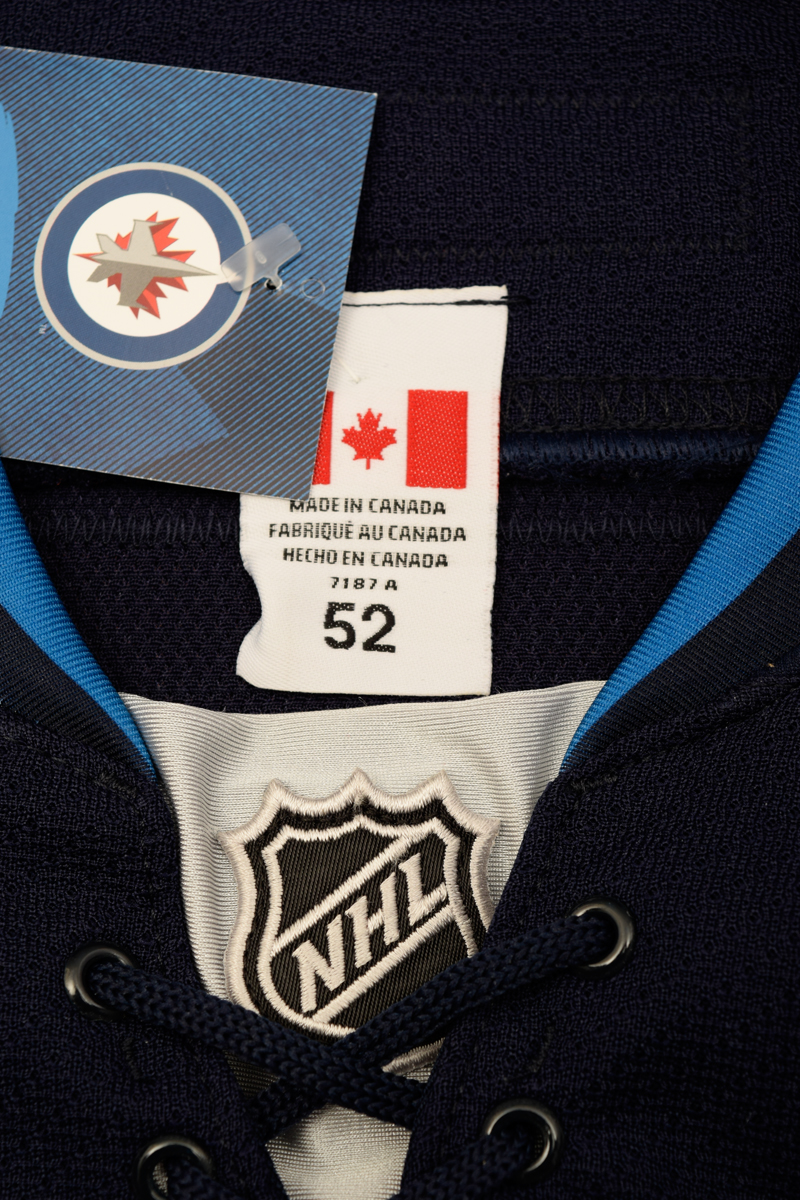 MADE IN CANADA
FABRIQUÉ AU CANADA
HECHO EN CANADA
7187 A
52
NHL